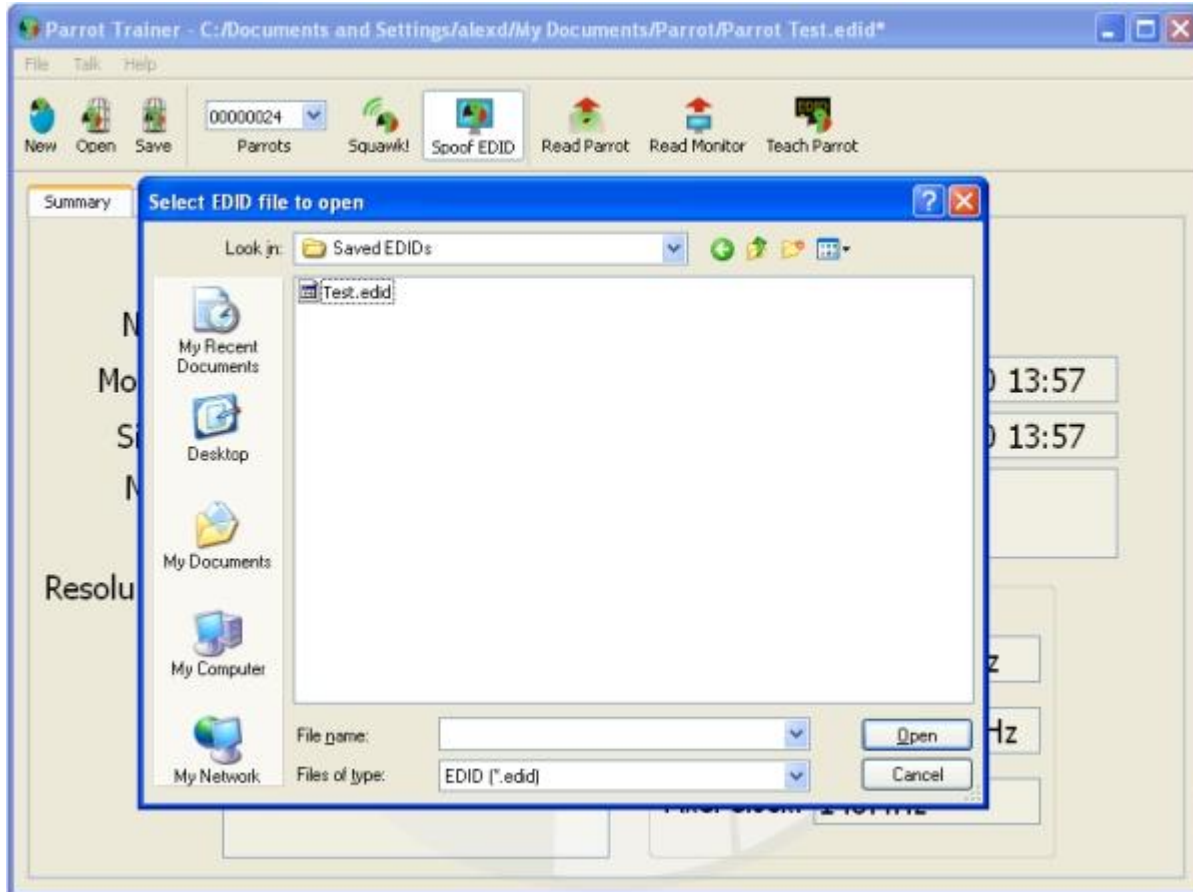 Parrot Trainer - C:/Documents and Settings/alexd/My Documents/Parrot/Parrot Test.edid*
File Talk Help
00000024
New Open Save Parrots Squawk! Spoof EDID Read Parrot Read Monitor Teach Parrot
EDID
Summary
Select EDID file to open
Look in: Saved EDIDs
Test.edid
My Recent
Documents
Desktop
My Documents
My Computer
My Network
N
Mo
13:57
Si
13:57
N
Resolu
z
Hz
File name:
Open
Files of type: EDID (*.edid)
Cancel